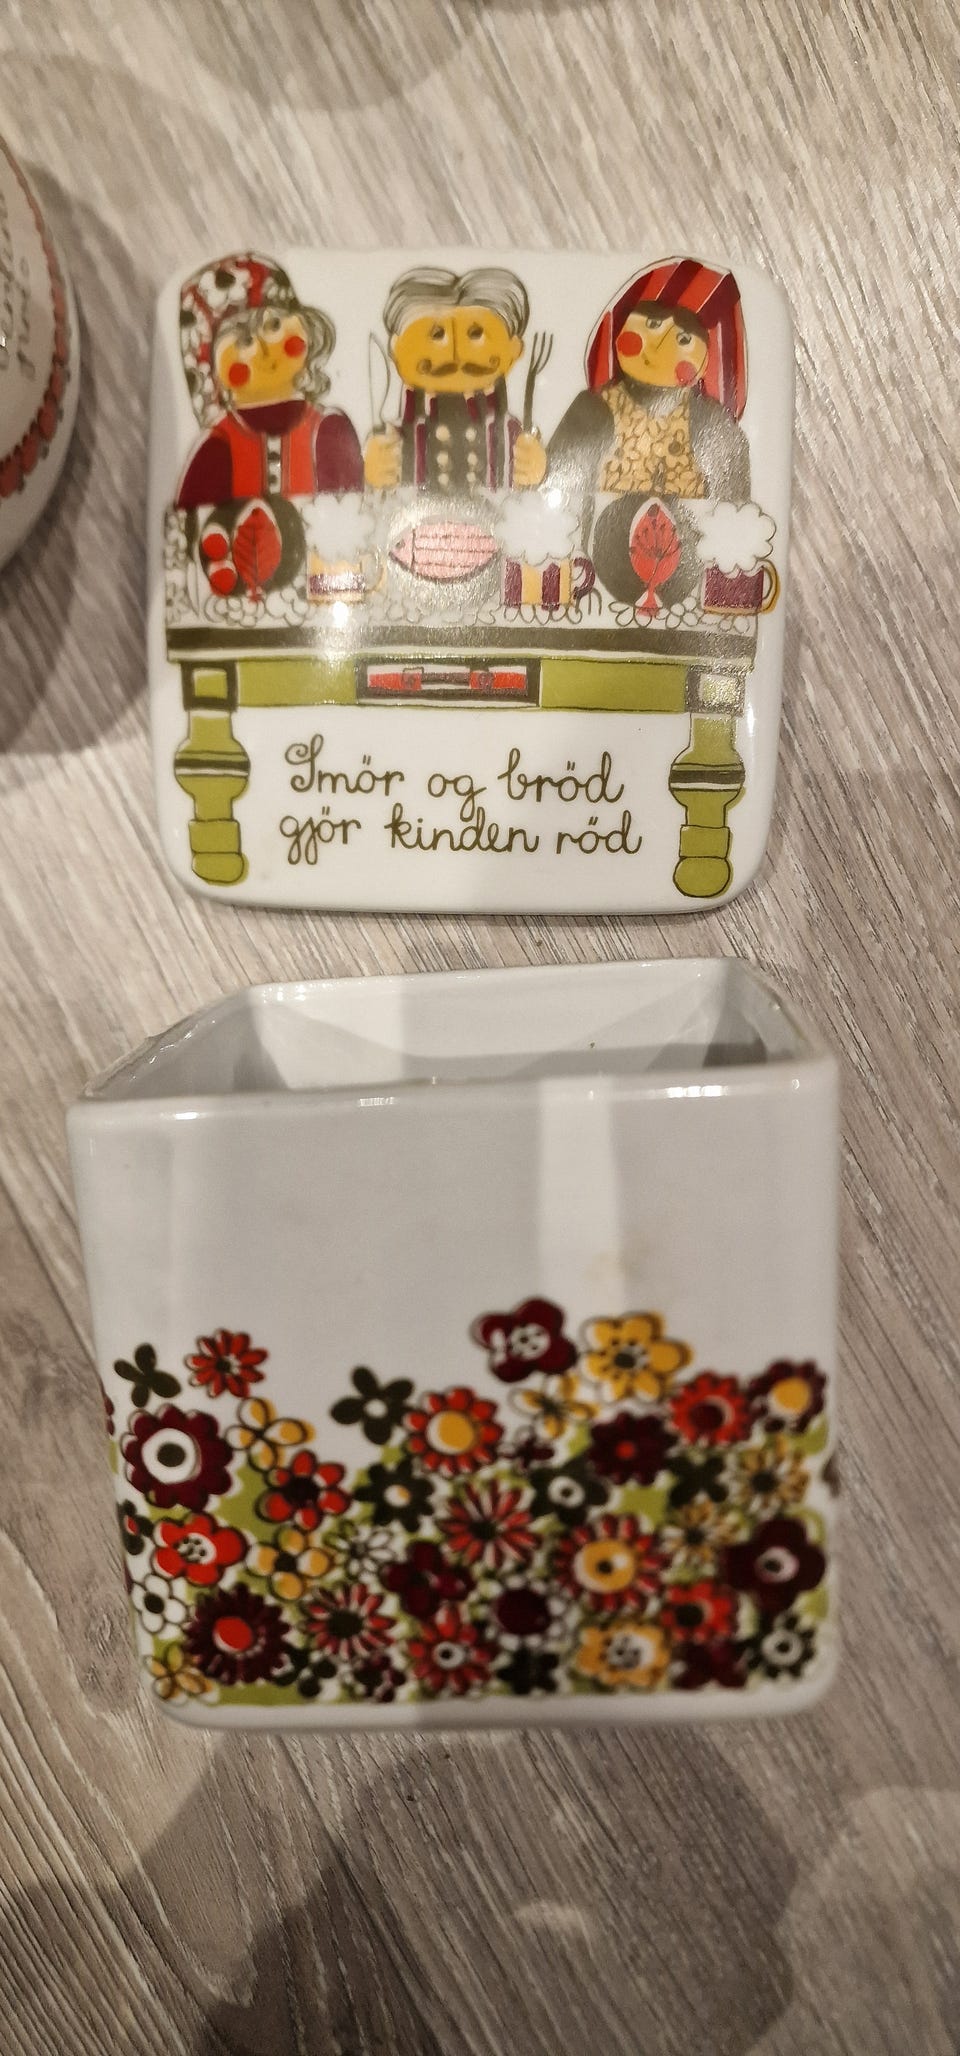 Smör og bröd
gjör kinden röd